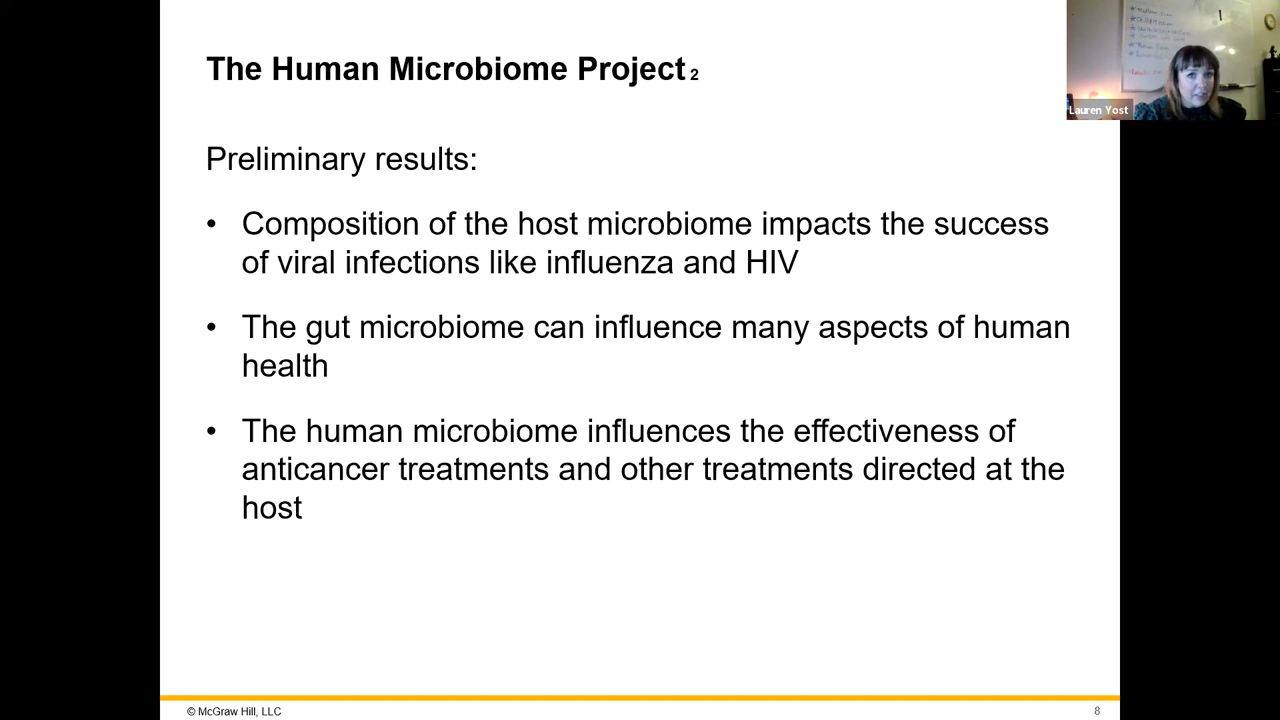 The Human Microbiome Project 2
Lauren Yost
Preliminary results:
• Composition of the host microbiome impacts the success
of viral infections like influenza and HIV
• The gut microbiome can influence many aspects of human
health
• The human microbiome influences the effectiveness of
anticancer treatments and other treatments directed at the
host
© McGraw Hill, LLC
8